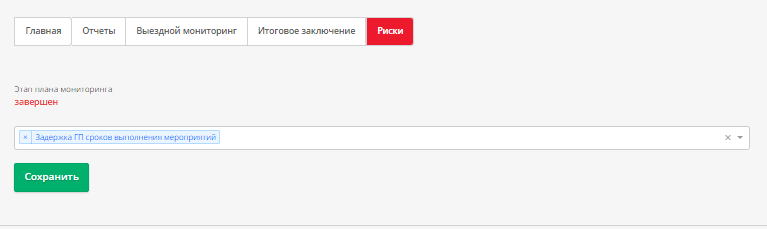 Главная Отчеты Выездной мониторинг Итоговое заключение Риски
Этап плана мониторинга
завершен
× Задержка ГП сроков выполнения мероприятий ×
Сохранить